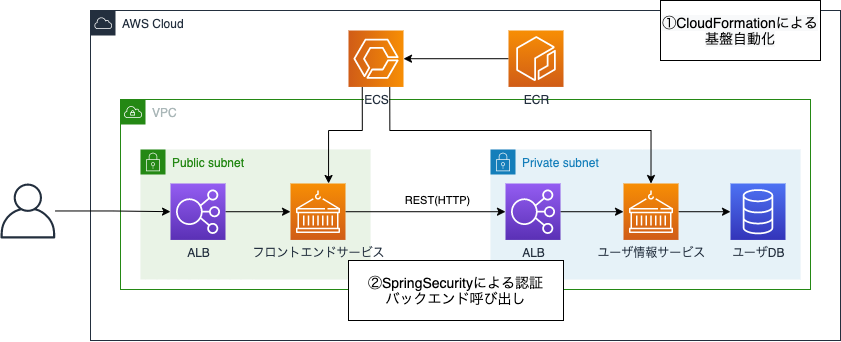 AWS Cloud
①CloudFormationによる
基盤自動化
ECS
ECR
VPC
Public subnet
Private subnet
REST(HTTP)
ALB
フロントエンドサービス
ALB
ユーザ情報サービス
ユーザDB
②SpringSecurityによる認証
バックエンド呼び出し